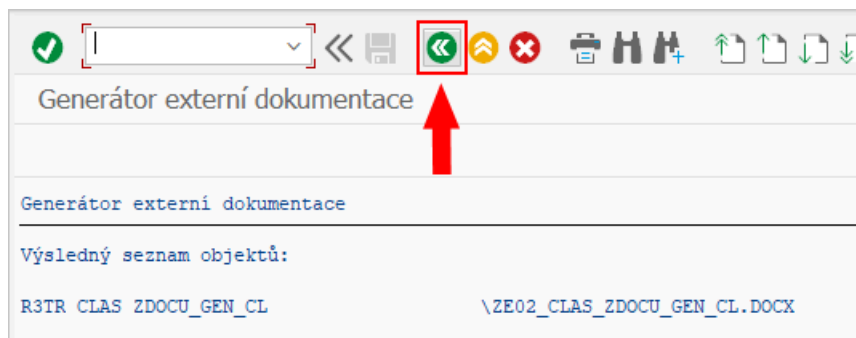 Generátor externí dokumentace
Generátor externí dokumentace
Výsledný seznam objektů:
R3TR CLAS ZDOCU_GEN_CL \ZE02_CLAS_ZDOCU_GEN_CL.DOCX